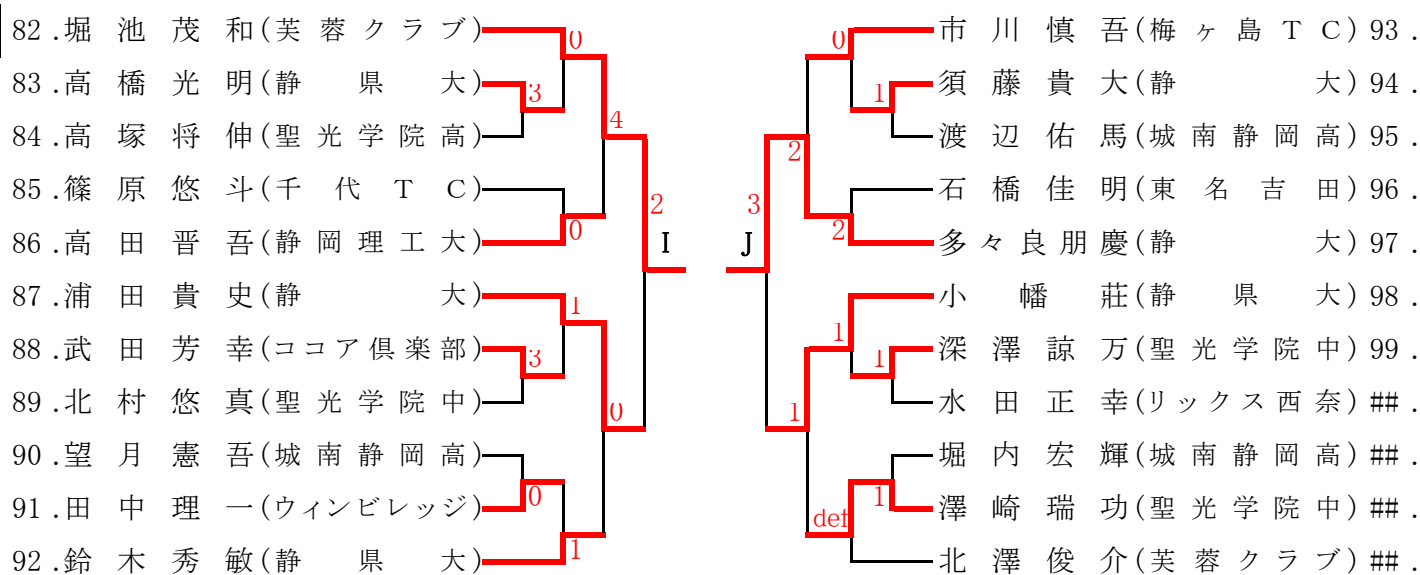 82.堀池茂和(芙蓉クラブ)
83.高橋光明(静県大)
84.高塚将伸(聖光学院高)
85.篠原悠斗(千代TC)
86.高田晋吾(静岡理工大)
87.浦田貴史(静大)
88.武田芳幸(ココア倶楽部)
89.北村悠真(聖光学院中)
90.望月憲吾(城南静岡高)
91.田中理一(ウィンビレッジ)
92.鈴木秀敏(静県大)
0
3
4
0
2
I
1
3
0
0
1
0
1
2
2
3
J
1
1
1
1
def
市川慎吾(梅ヶ島TC)93.
須藤貴大(静大)94.
渡辺佑馬(城南静岡高)95.
石橋佳明(東名吉田)96.
多々良朋慶(静大)97.
小幡莊(静県大)98.
深澤諒万(聖光学院中)99.
水田正幸(リックス西奈)##.
堀内宏輝(城南静岡高)##.
澤崎瑞功(聖光学院中)##.
北澤俊介(芙蓉クラブ)##.